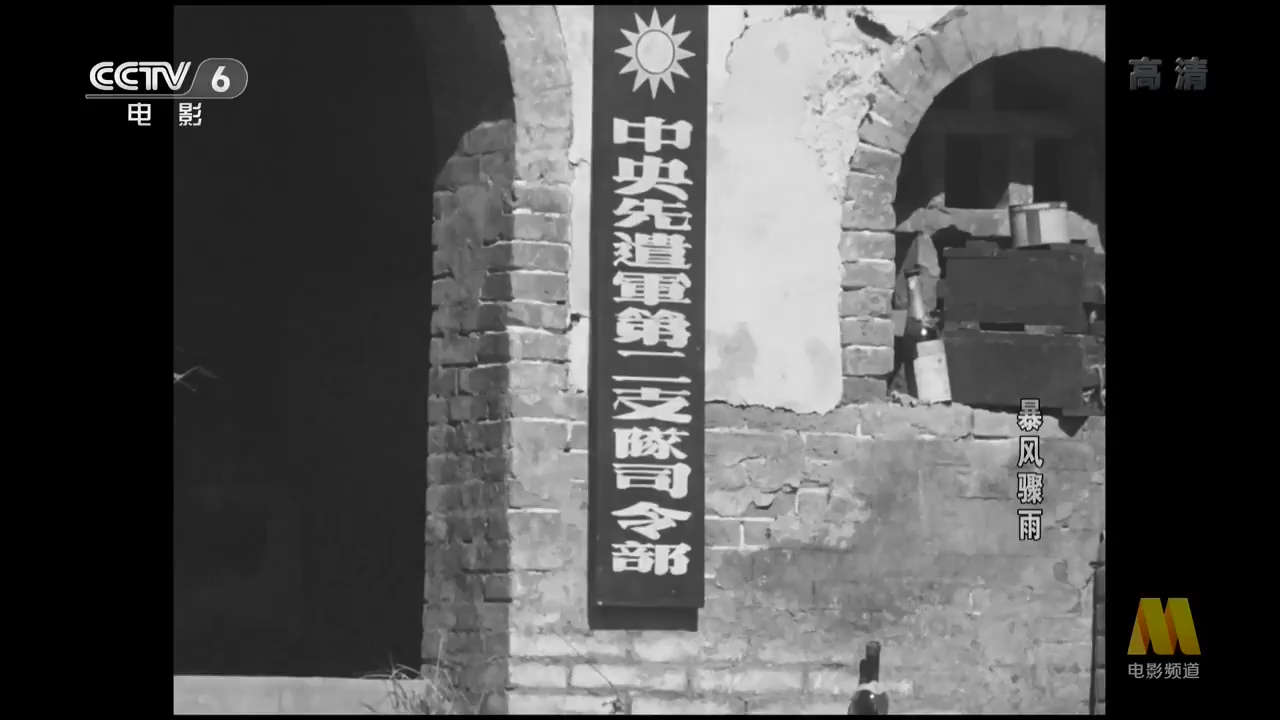 CCTV 6
电影
高清
中央先遣軍第二支隊司令部
暴风骤雨
电影频道